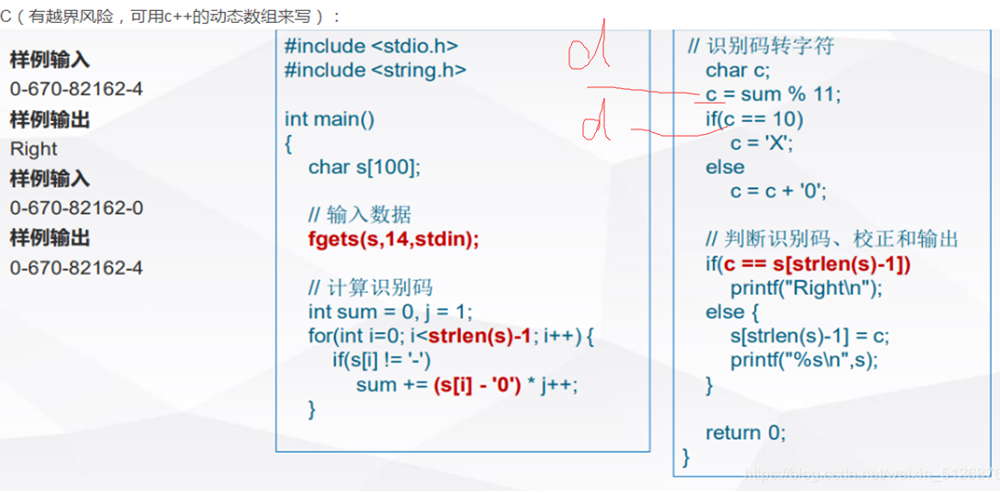 C（有越界风险，可用c++的动态数组来写）：
样例输入
0-670-82162-4
样例输出
Right
样例输入
0-670-82162-0
样例输出
0-670-82162-4
#include <stdio.h>
#include <string.h>
int main()
{
char s[100];
// 输入数据
fgets(s,14,stdin);
// 计算识别码
int sum = 0, j = 1;
for(int i=0; i<strlen(s)-1; i++) {
if(s[i] != '-')
sum += (s[i] - '0') * j++;
}
d
d
// 识别码转字符
char c;
c = sum % 11;
if(c == 10)
c = 'X';
else
c = c + '0';
// 判断识别码、校正和输出
if(c == s[strlen(s)-1])
printf("Right\n");
else {
s[strlen(s)-1] = c;
printf("%s\n",s);
}
return 0;
}